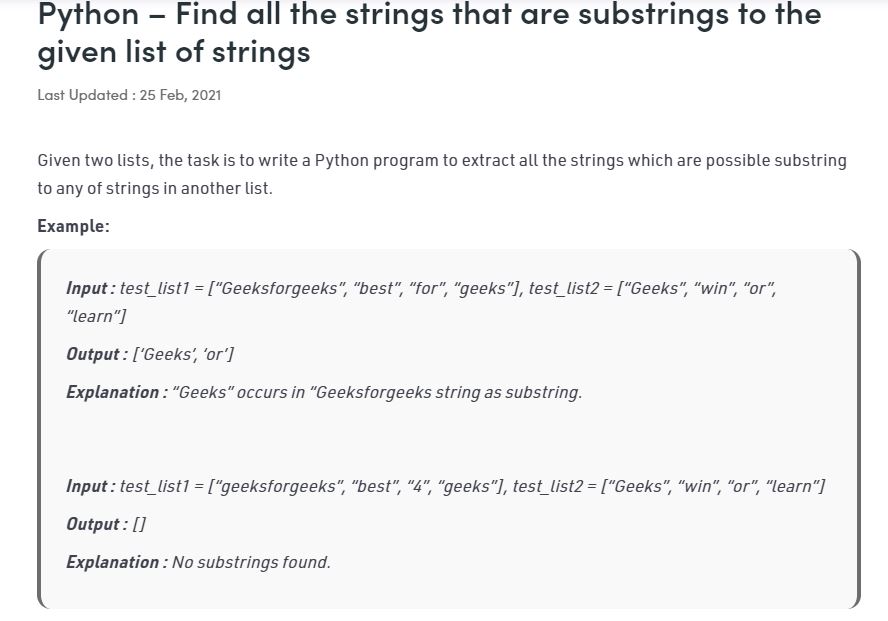 Python – Find all the strings that are substrings to the
given list of strings
Last Updated : 25 Feb, 2021
Given two lists, the task is to write a Python program to extract all the strings which are possible substring
to any of strings in another list.
Example:
Input : test_list1 = [“Geeksforgeeks”, “best”, “for”, “geeks”], test_list2 = [“Geeks”, “win”, “or”,
“learn”]
Output : [‘Geeks’, ‘or’]
Explanation : “Geeks” occurs in “Geeksforgeeks string as substring.
Input : test_list1 = [“geeksforgeeks”, “best”, “4”, “geeks”], test_list2 = [“Geeks”, “win”, “or”, “learn”]
Output : []
Explanation : No substrings found.